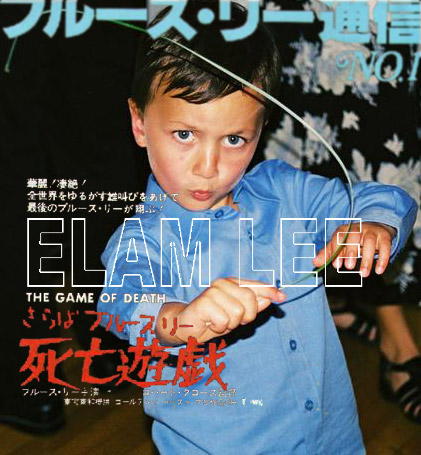 ブルース・リー通信
NO.1
華麗!凄絶!
全世界をゆるがす雄叫びをあげて
最後のブルース・リーが翔ぶ!
ELAM LEE
THE GAME OF DEATH
さらば ブルース・リー
死亡遊戯
ブルース・リー主演